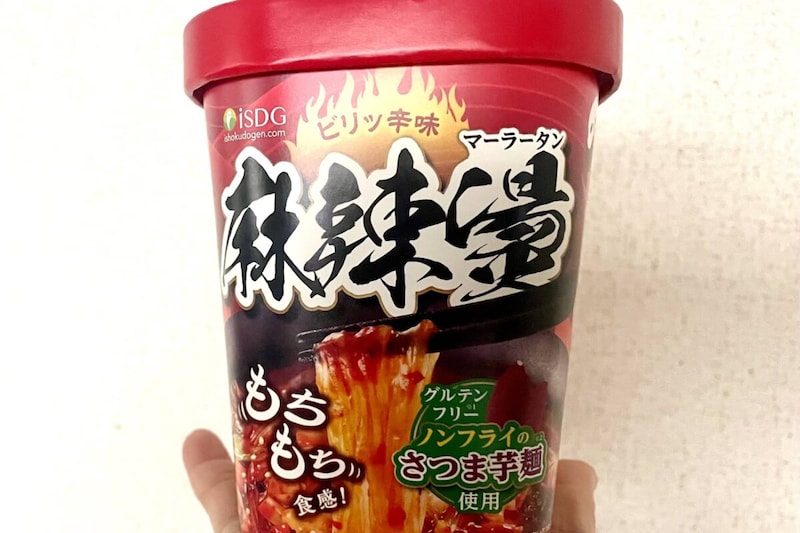 iSDG
ishokudogen.com
ビリッ辛味
マーラータン
麻辣湯
もち
もち
食感!
グルテン
フリー
ノンフライの
さつま芋麺
使用